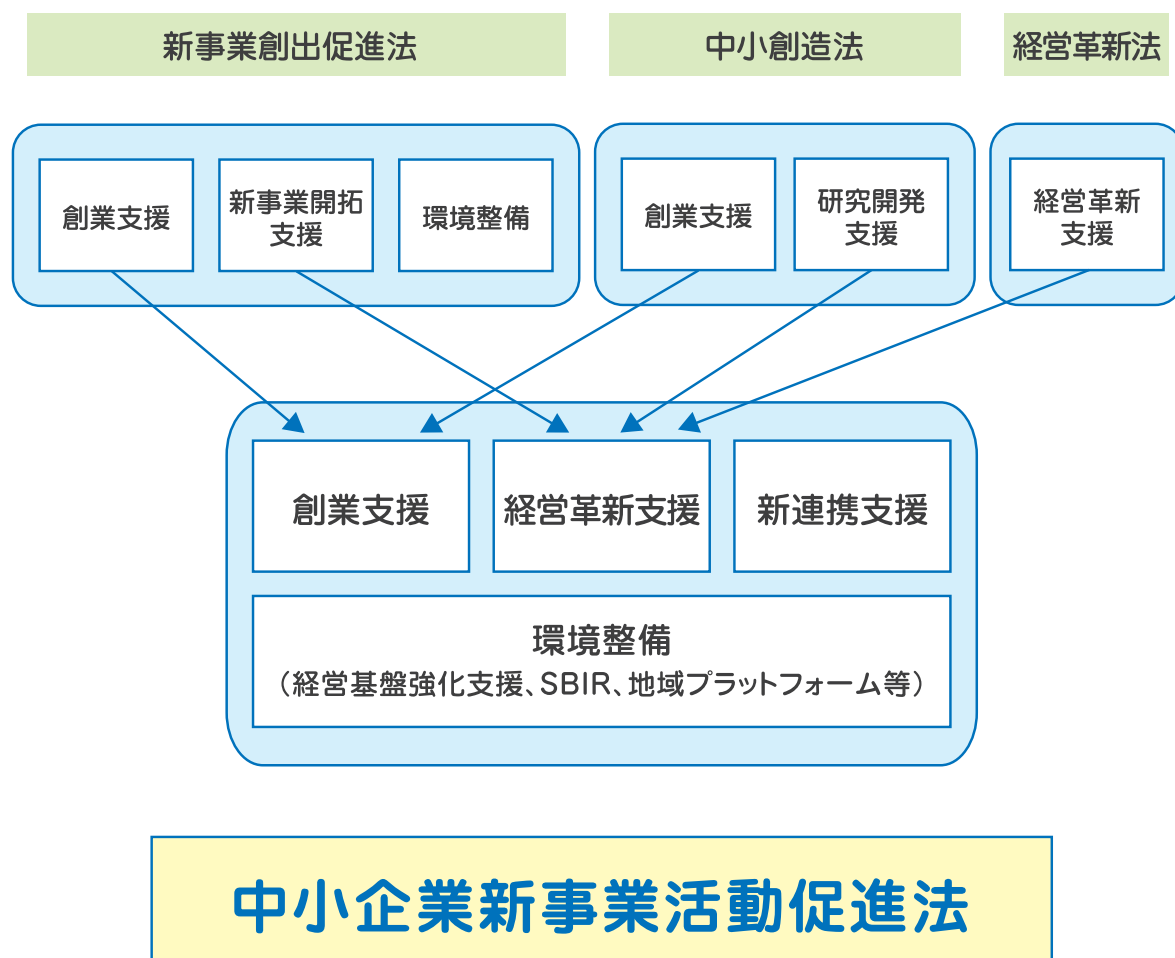 新事業創出促進法
中小創造法
経営革新法
創業支援
新事業開拓
支援
環境整備
創業支援
研究開発
支援
経営革新
支援
創業支援
経営革新支援
新連携支援
環境整備
（経営基盤強化支援、SBIR、地域プラットフォーム等）
中小企業新事業活動促進法